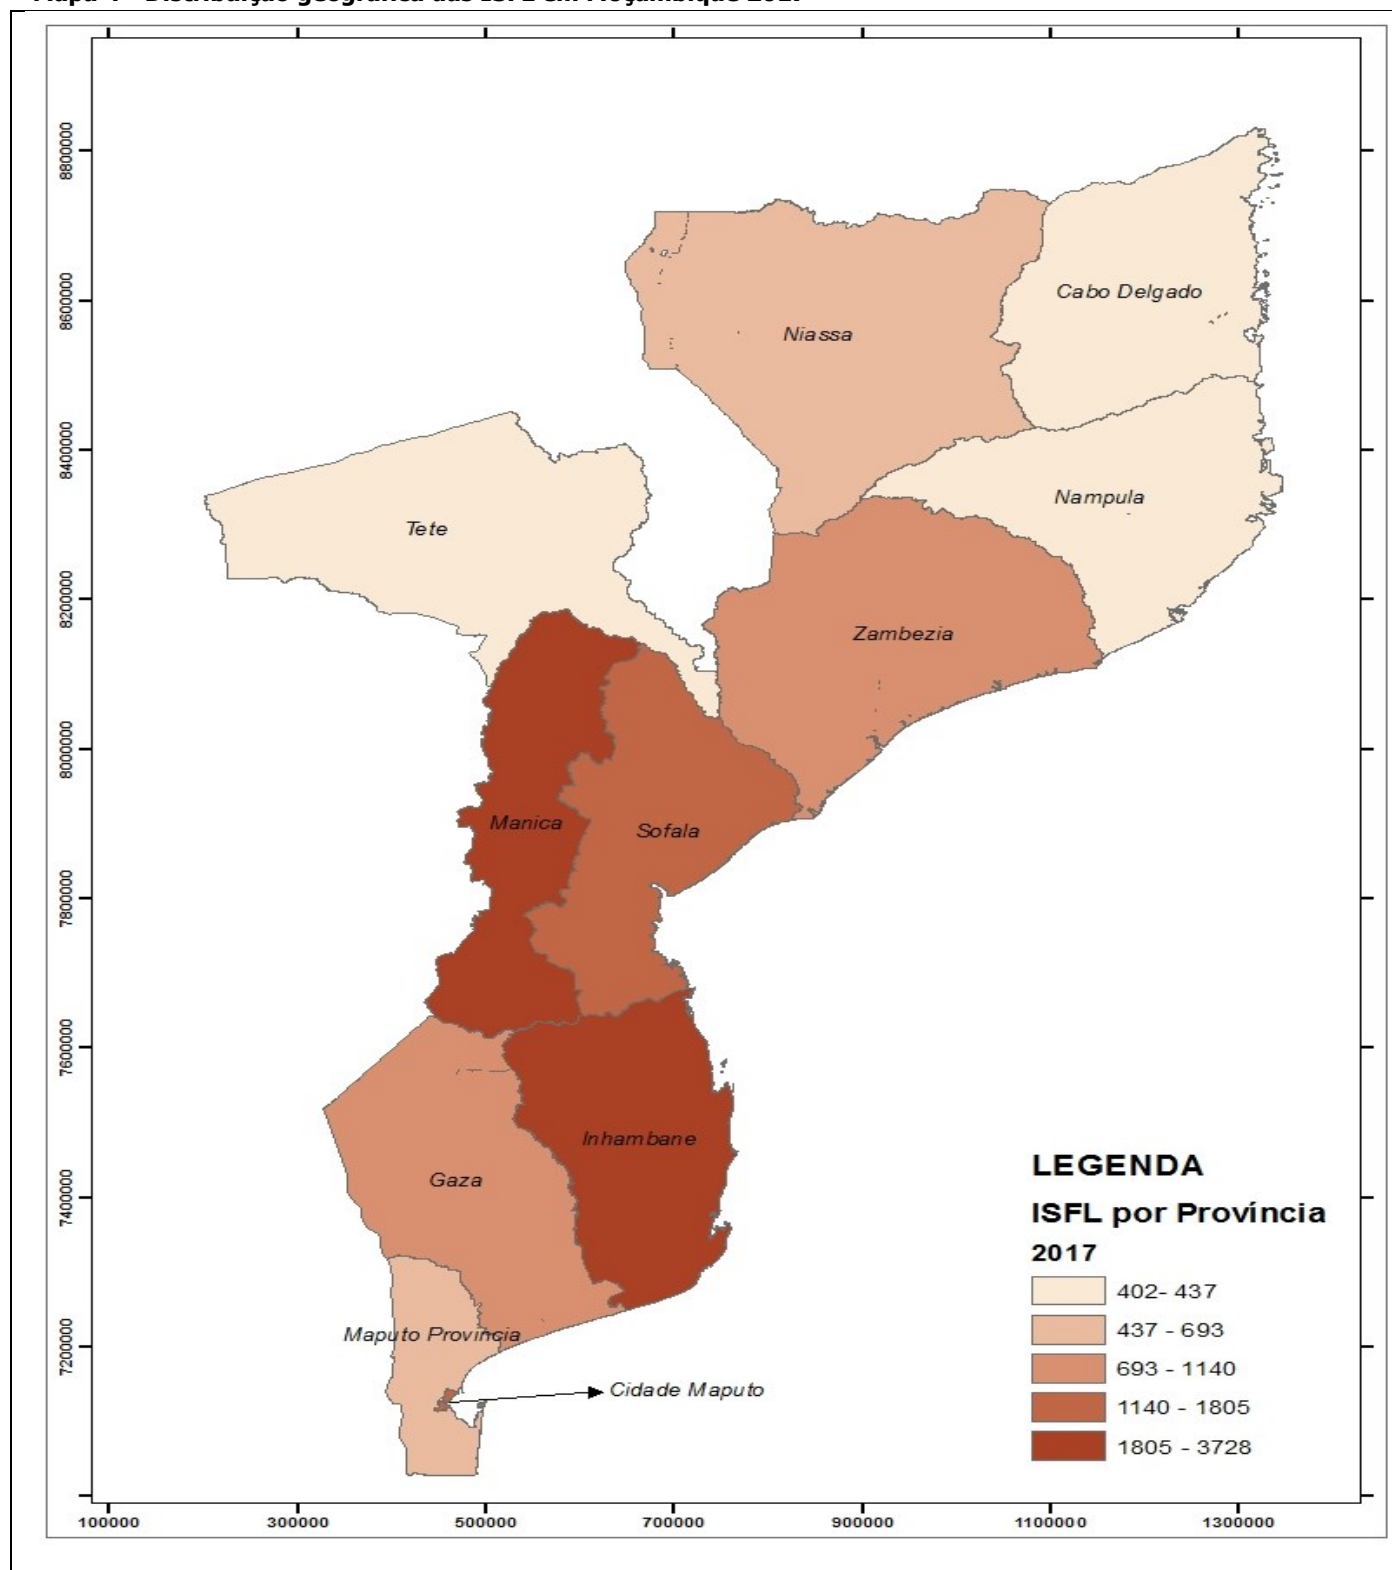 8800000
8600000
8400000
8200000
8000000
7800000
7600000
7400000
7200000
Cabo Delgado
Niassa
Nampula
Tete
Zambezia
Manica
Sofala
Inhambane
Gaza
Maputo Província
Cidade Maputo
LEGENDA
ISFL por Província
2017
402- 437
437 - 693
693 - 1140
1140 - 1805
1805 - 3728
100000 300000 500000 700000 900000 1100000 1300000